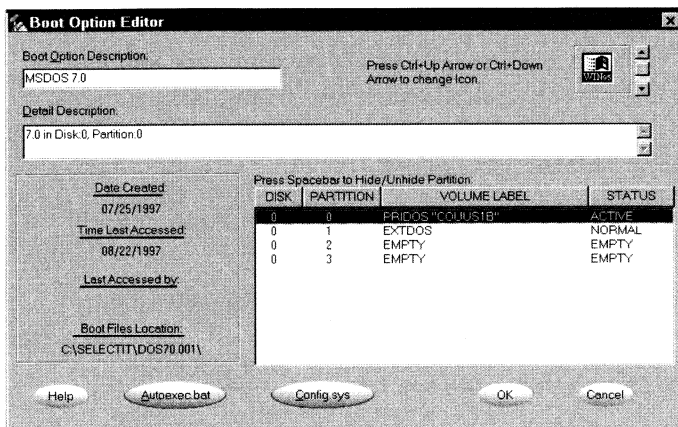 Boot Option Editor
Boot Option Description:
MSDOS 7.0
Press Ctrl+Up Arrow or Ctrl+Down
Arrow to change Icon.
WIN95
Detail Description:
7.0 in Disk:0, Partition:0
Date Created:
07/25/1997
Time Last Accessed:
08/22/1997
Last Accessed by:
Boot Files Location:
C:\SELECTIT\DOS70.001\
Press Spacebar to Hide/Unhide Partition:
DISK PARTITION VOLUME LABEL STATUS
0 0 PRIDOS "COUUS1B" ACTIVE
0 1 EXTDOS NORMAL
0 2 EMPTY EMPTY
0 3 EMPTY EMPTY
Help Autoexec.bat Config.sys OK Cancel